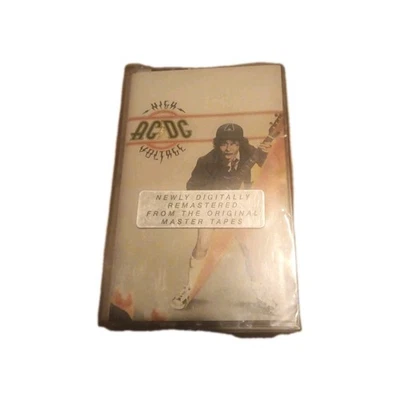 HIGH
AC/DC
VOLTAGE
NEWLY DIGITALLY
REMASTERED
FROM THE ORIGINAL
MASTER TAPES